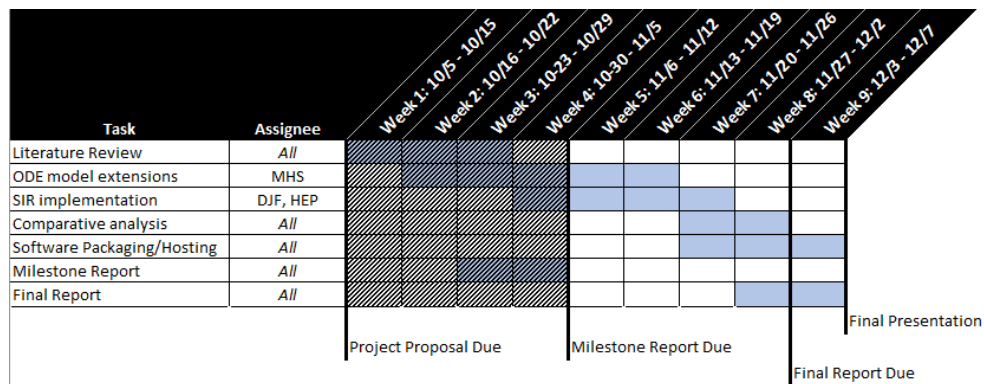 Week 1: 10/5 - 10/15
Week 2: 10/16 - 10/22
Week 3: 10-23 - 10/29
Week 4: 10-30 - 11/5
Week 5: 11/6 - 11/12
Week 6: 11/13 - 11/19
Week 7: 11/20 - 11/26
Week 8: 11/27 - 12/2
Week 9: 12/3 - 12/7
Task Assignee
Literature Review All
ODE model extensions MHS
SIR implementation DJF, HEP
Comparative analysis All
Software Packaging/Hosting All
Milestone Report All
Final Report All
Final Presentation
Project Proposal Due Milestone Report Due
Final Report Due